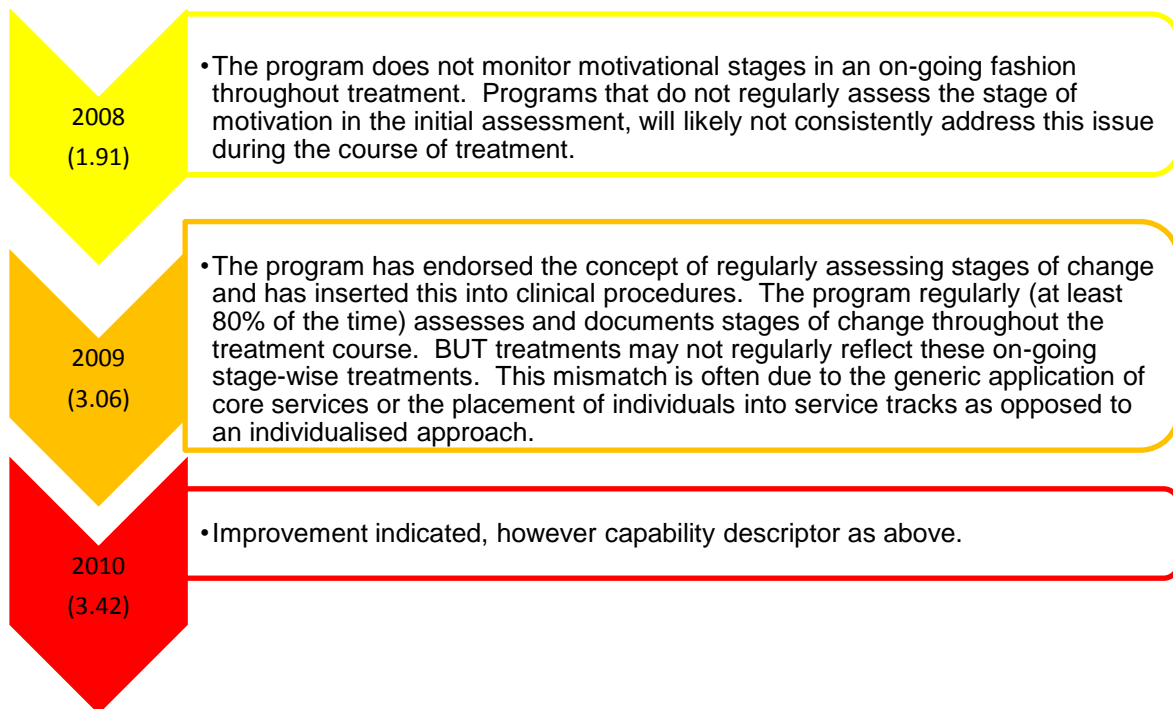 2008
(1.91)
•The program does not monitor motivational stages in an on-going fashion
throughout treatment.  Programs that do not regularly assess the stage of
motivation in the initial assessment, will likely not consistently address this issue
during the course of treatment.
2009
(3.06)
•The program has endorsed the concept of regularly assessing stages of change
and has inserted this into clinical procedures.  The program regularly (at least
80% of the time) assesses and documents stages of change throughout the
treatment course.  BUT treatments may not regularly reflect these on-going
stage-wise treatments.  This mismatch is often due to the generic application of
core services or the placement of individuals into service tracks as opposed to
an individualised approach.
2010
(3.42)
•Improvement indicated, however capability descriptor as above.